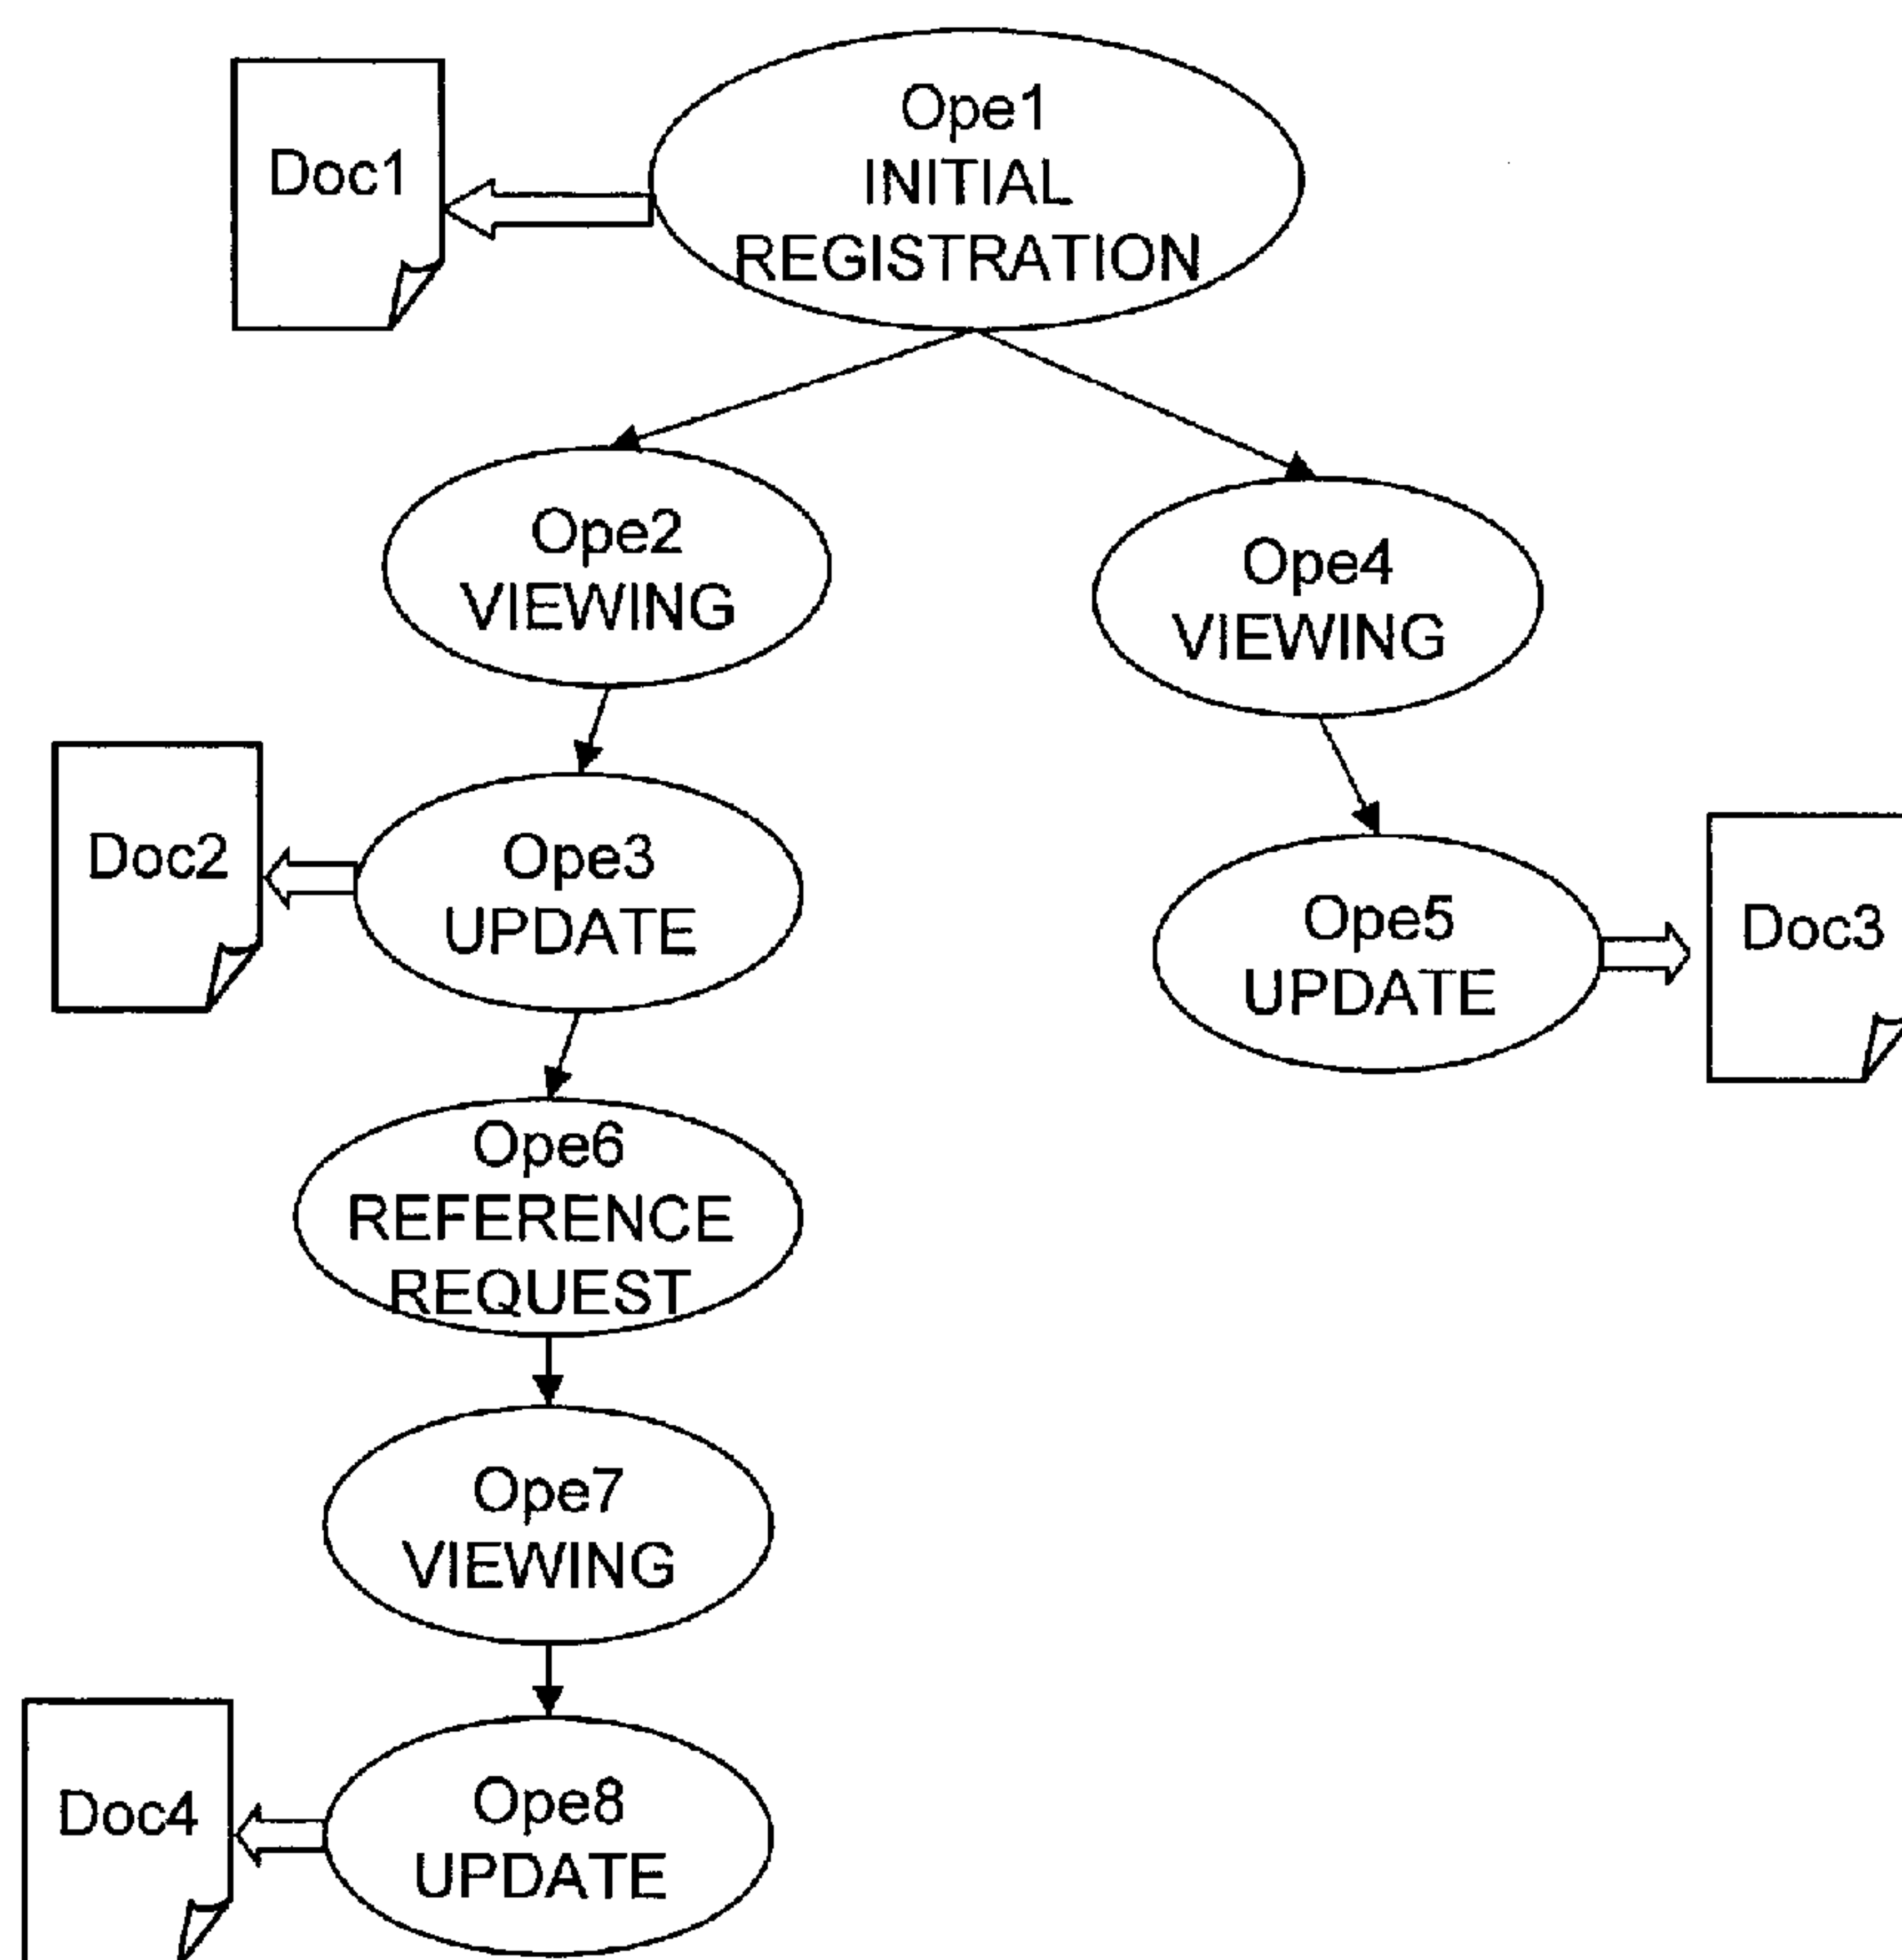 Doc1
Ope1
INITIAL
REGISTRATION
Ope2
VIEWING
Ope4
VIEWING
Doc2
Ope3
UPDATE
Ope5
UPDATE
Doc3
Ope6
REFERENCE
REQUEST
Ope7
VIEWING
Doc4
Ope8
UPDATE